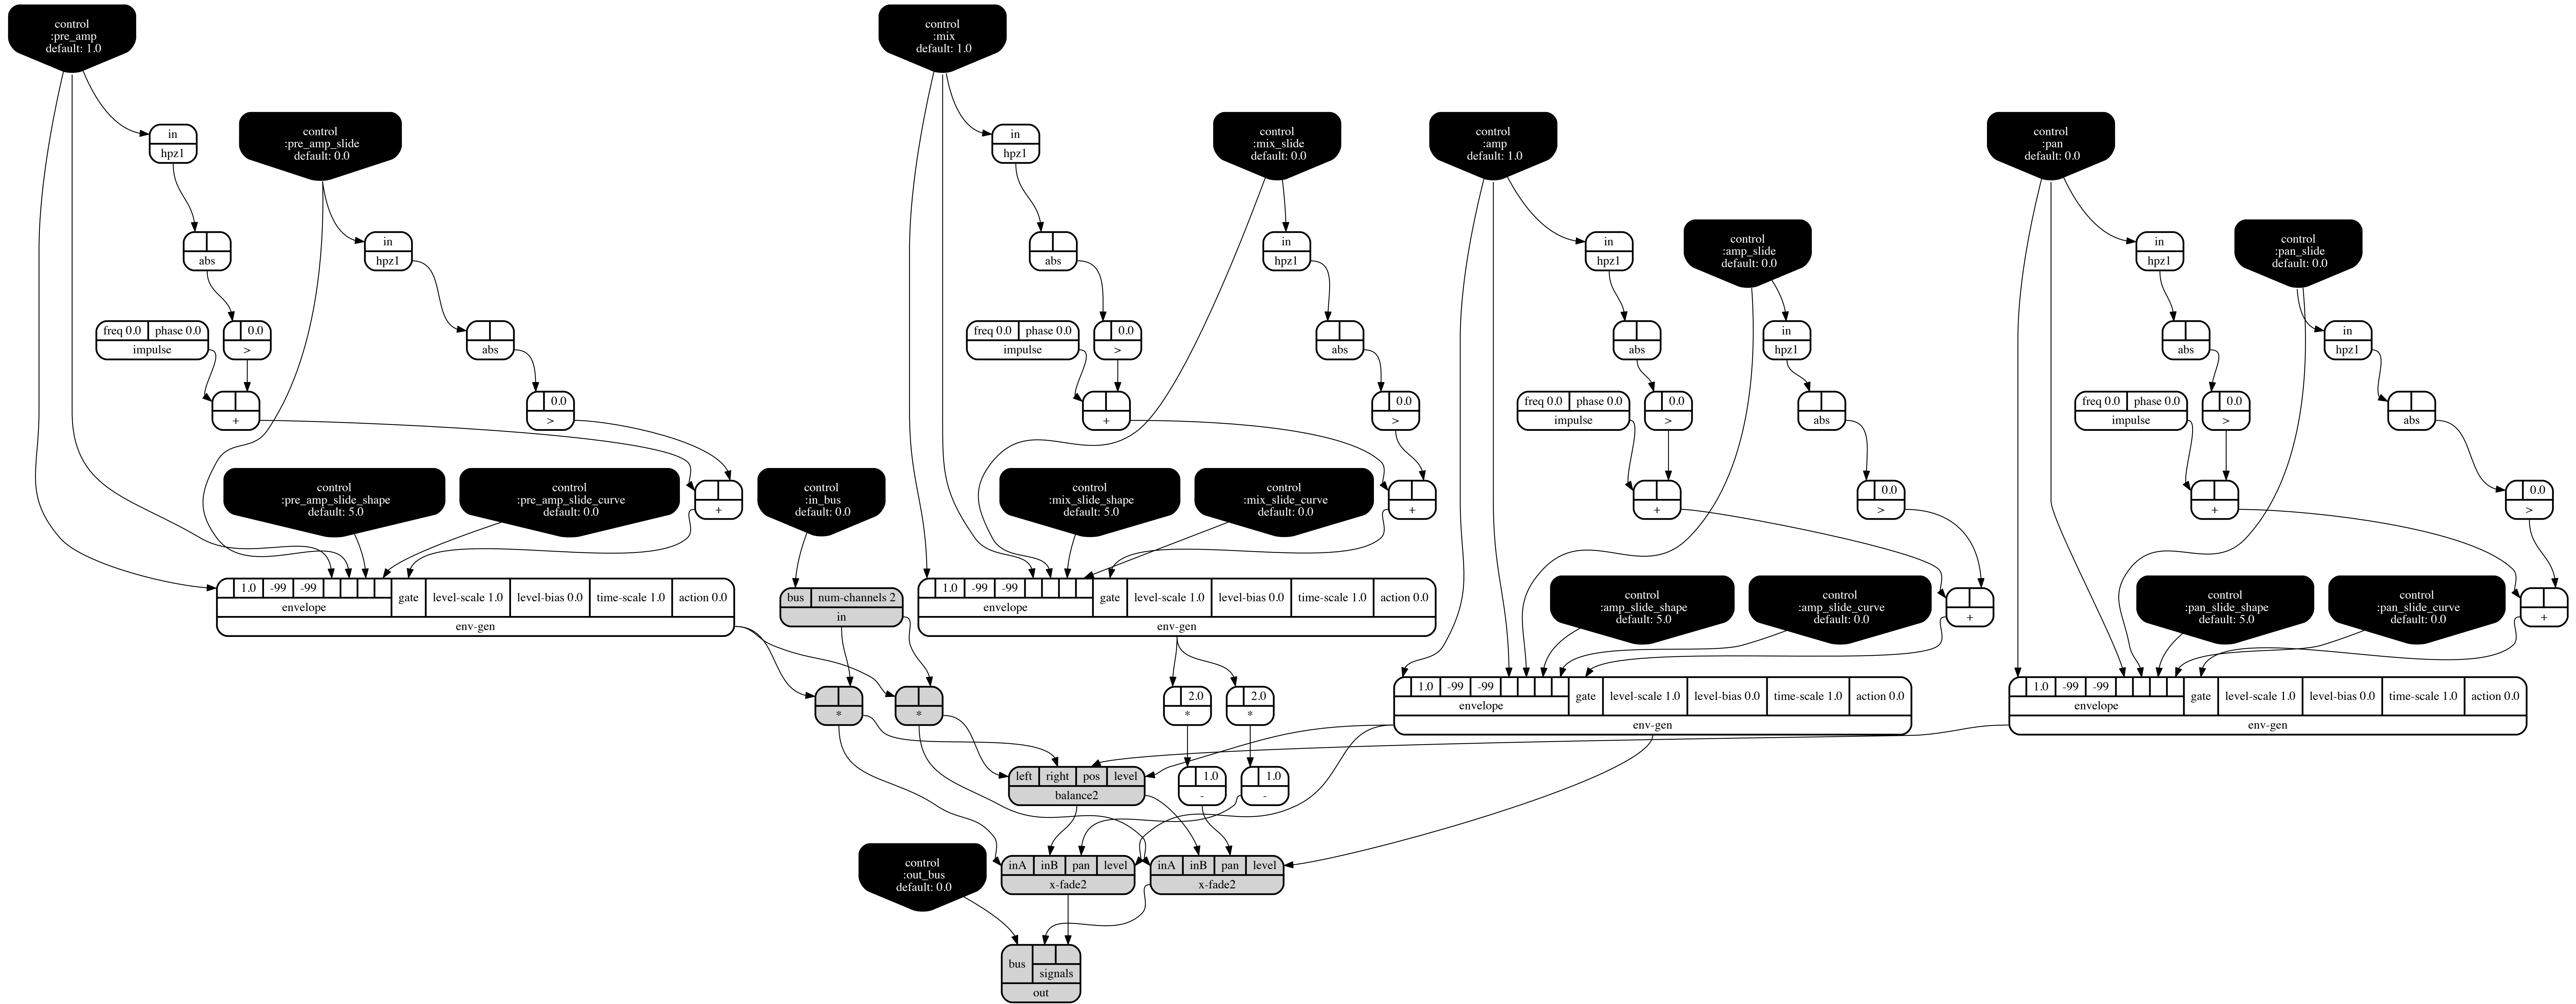 control
:pre_amp
default: 1.0
control
:mix
default: 1.0
in
hpz1
control
:pre_amp_slide
default: 0.0
in
hpz1
control
:mix_slide
default: 0.0
control
:amp
default: 1.0
control
:pan
default: 0.0
abs
in
hpz1
abs
in
hpz1
in
hpz1
control
:amp_slide
default: 0.0
in
hpz1
control
:pan_slide
default: 0.0
freq 0.0 phase 0.0
impulse
0.0
>
abs
freq 0.0 phase 0.0
impulse
0.0
>
abs
abs
in
hpz1
abs
in
hpz1
+
0.0
>
+
0.0
>
freq 0.0 phase 0.0
impulse
0.0
>
abs
freq 0.0 phase 0.0
impulse
0.0
>
abs
control
:pre_amp_slide_shape
default: 5.0
control
:pre_amp_slide_curve
default: 0.0
+
control
:in_bus
default: 0.0
control
:mix_slide_shape
default: 5.0
control
:mix_slide_curve
default: 0.0
+
+
0.0
>
+
0.0
>
1.0 -99 -99
envelope
gate level-scale 1.0 level-bias 0.0 time-scale 1.0 action 0.0
env-gen
bus num-channels 2
in
1.0 -99 -99
envelope
gate level-scale 1.0 level-bias 0.0 time-scale 1.0 action 0.0
env-gen
control
:amp_slide_shape
default: 5.0
control
:amp_slide_curve
default: 0.0
+
control
:pan_slide_shape
default: 5.0
control
:pan_slide_curve
default: 0.0
+
*
*
2.0
*
2.0
*
1.0 -99 -99
envelope
gate level-scale 1.0 level-bias 0.0 time-scale 1.0 action 0.0
env-gen
1.0 -99 -99
envelope
gate level-scale 1.0 level-bias 0.0 time-scale 1.0 action 0.0
env-gen
left right pos level
balance2
1.0
-
1.0
-
control
:out_bus
default: 0.0
inA inB pan level
x-fade2
inA inB pan level
x-fade2
bus
signals
out